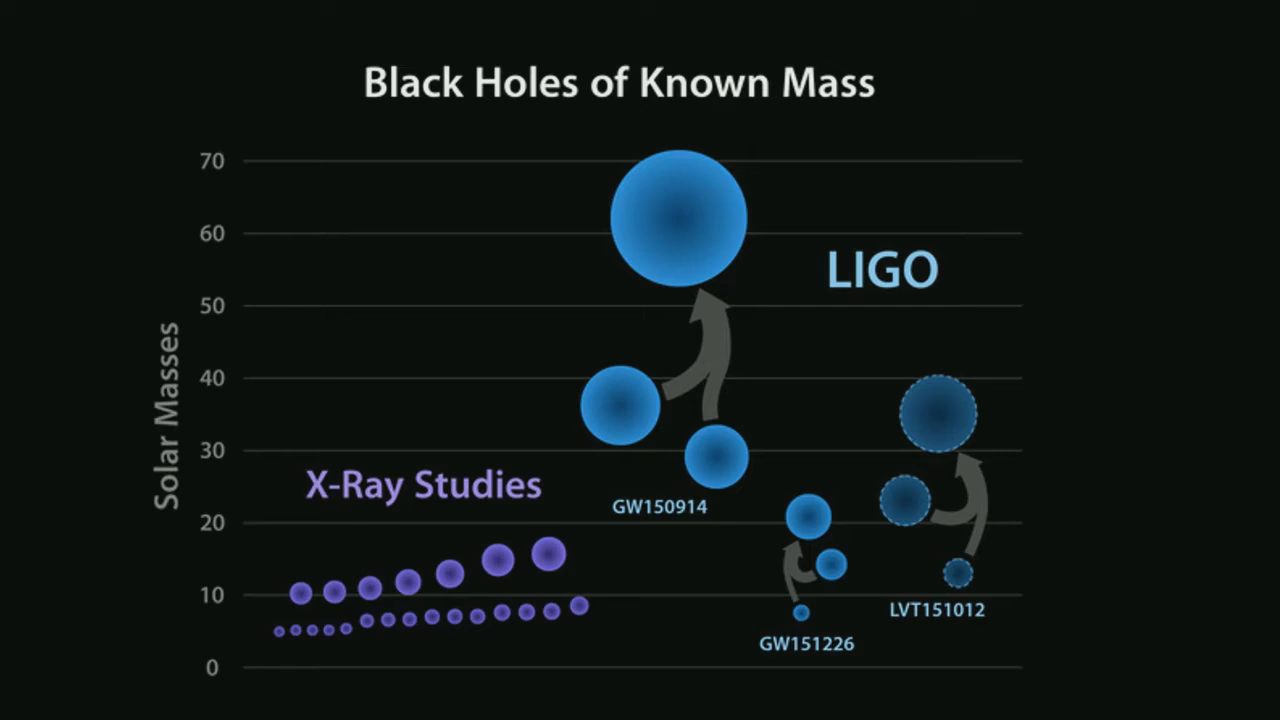 Black Holes of Known Mass
70
60
LIGO
50
40
30
Solar Masses
X-Ray Studies
GW150914
20
10
LVT151012
GW151226
0